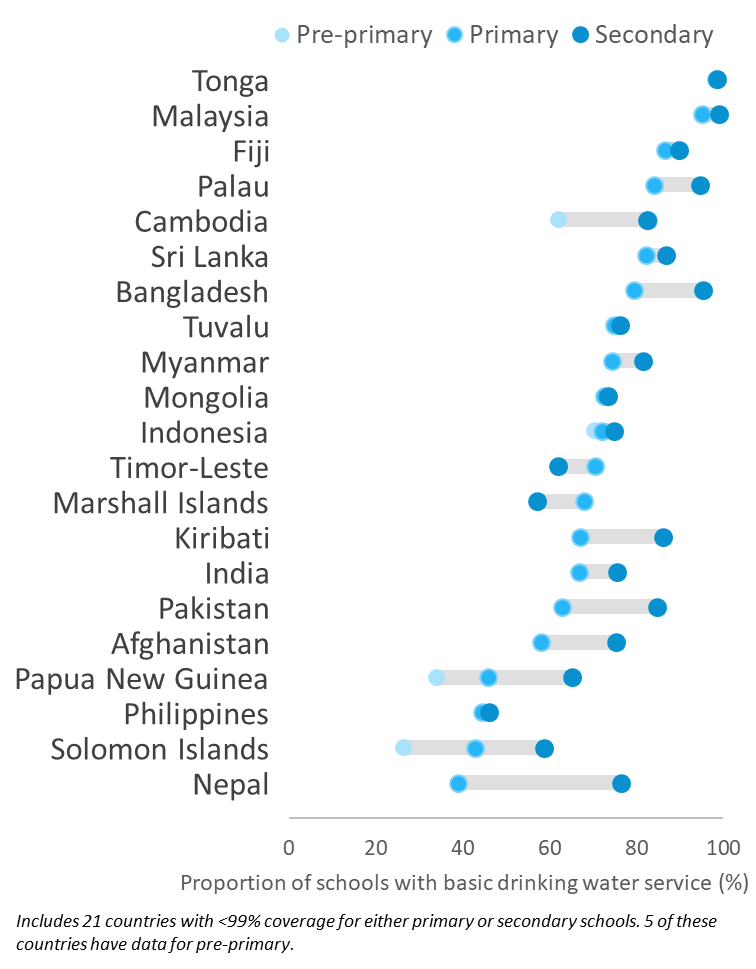 Pre-primary Primary Secondary
Tonga
Malaysia
Fiji
Palau
Cambodia
Sri Lanka
Bangladesh
Tuvalu
Myanmar
Mongolia
Indonesia
Timor-Leste
Marshall Islands
Kiribati
India
Pakistan
Afghanistan
Papua New Guinea
Philippines
Solomon Islands
Nepal
0 20 40 60 80 100
Proportion of schools with basic drinking water service (%)
Includes 21 countries with <99% coverage for either primary or secondary schools. 5 of these
countries have data for pre-primary.